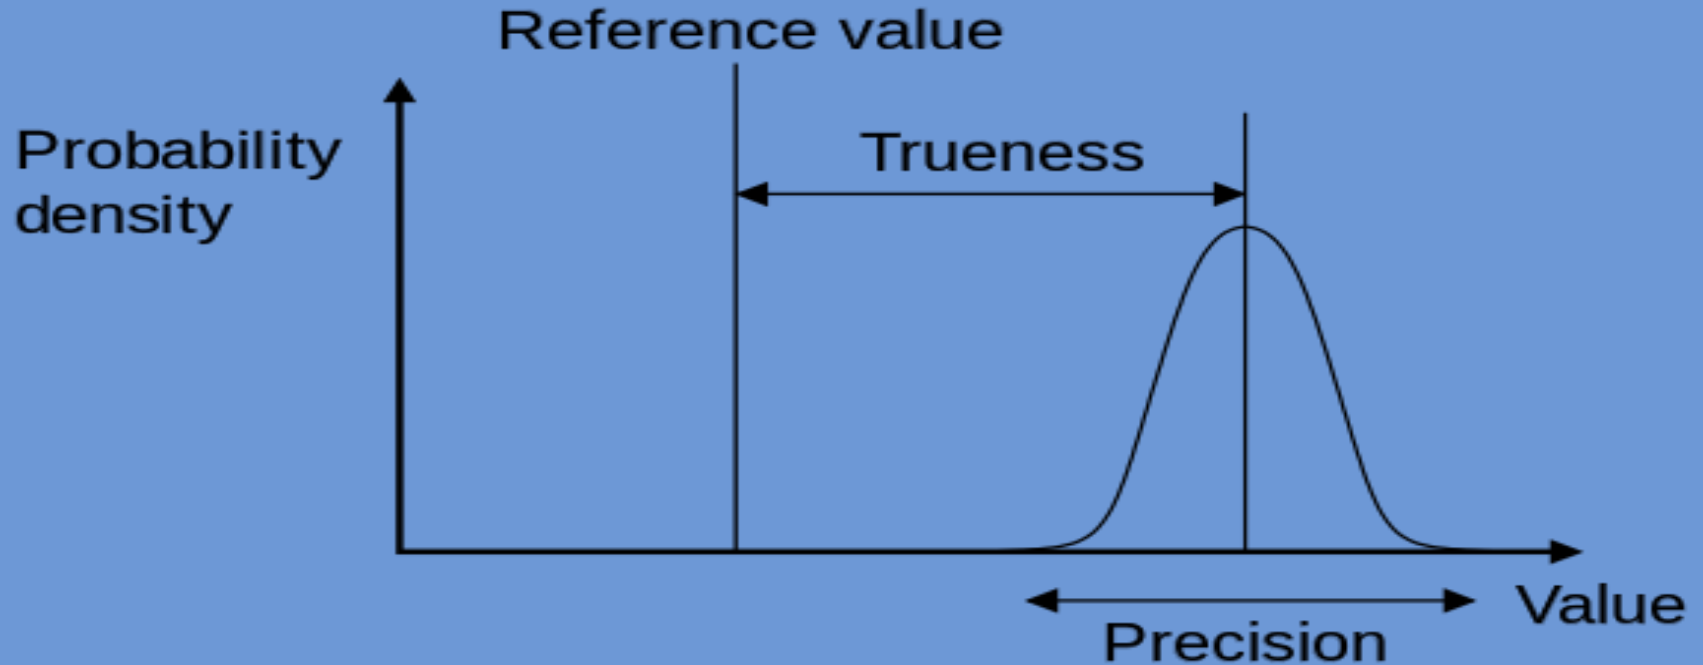 Reference value
Probability
density
Trueness
Value
Precision